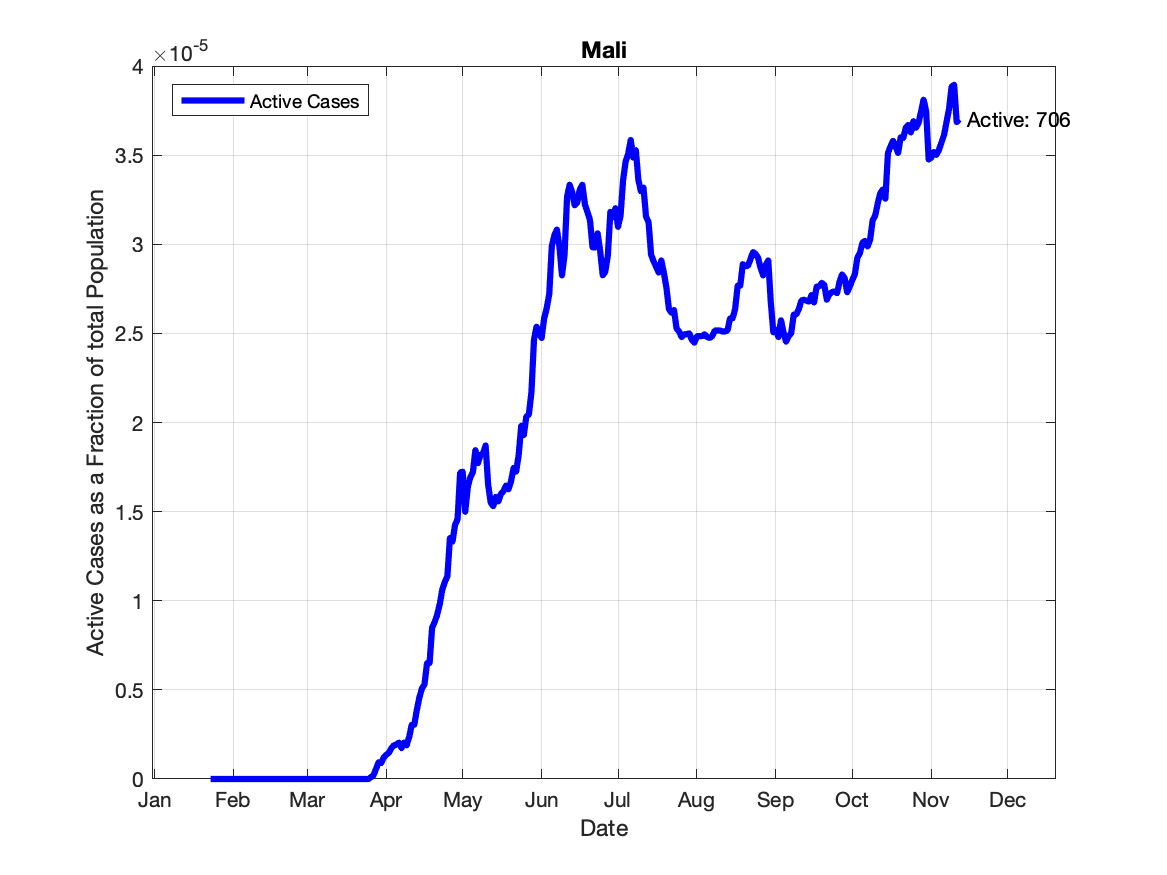 Mali
×10-5
Active Cases
Active: 706
4
3.5
3
2.5
2
1.5
1
0.5
0
Active Cases as a Fraction of total Population
Jan Feb Mar Apr May Jun Jul Aug Sep Oct Nov Dec
Date